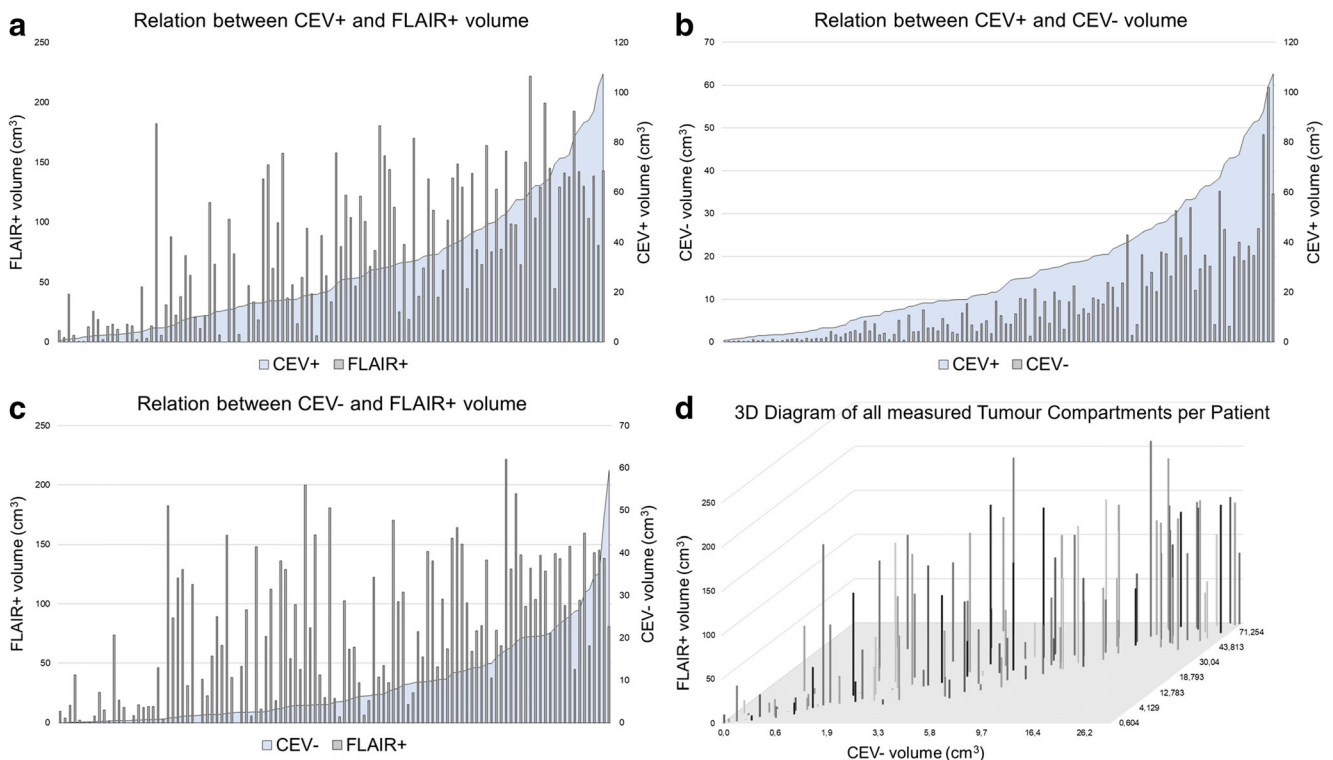 a
Relation between CEV+ and FLAIR+ volume
250
200
150
100
50
0
FLAIR+ volume (cm³)
120
100
80
60
40
20
0
CEV+ volume (cm³)
CEV+ FLAIR+
b
Relation between CEV+ and CEV- volume
70
60
50
40
30
20
10
0
CEV- volume (cm³)
120
100
80
60
40
20
0
CEV+ volume (cm³)
CEV+ CEV-
c
Relation between CEV- and FLAIR+ volume
250
200
150
100
50
0
FLAIR+ volume (cm³)
70
60
50
40
30
20
10
0
CEV- volume (cm³)
CEV- FLAIR+
d
3D Diagram of all measured Tumour Compartments per Patient
250
200
150
100
50
0
FLAIR+ volume (cm³)
71,254
43,813
30,04
18,793
12,783
4,129
0,604
0,0 0,6 1,9 3,3 5,8 9,7 16,4 26,2
CEV- volume (cm³)